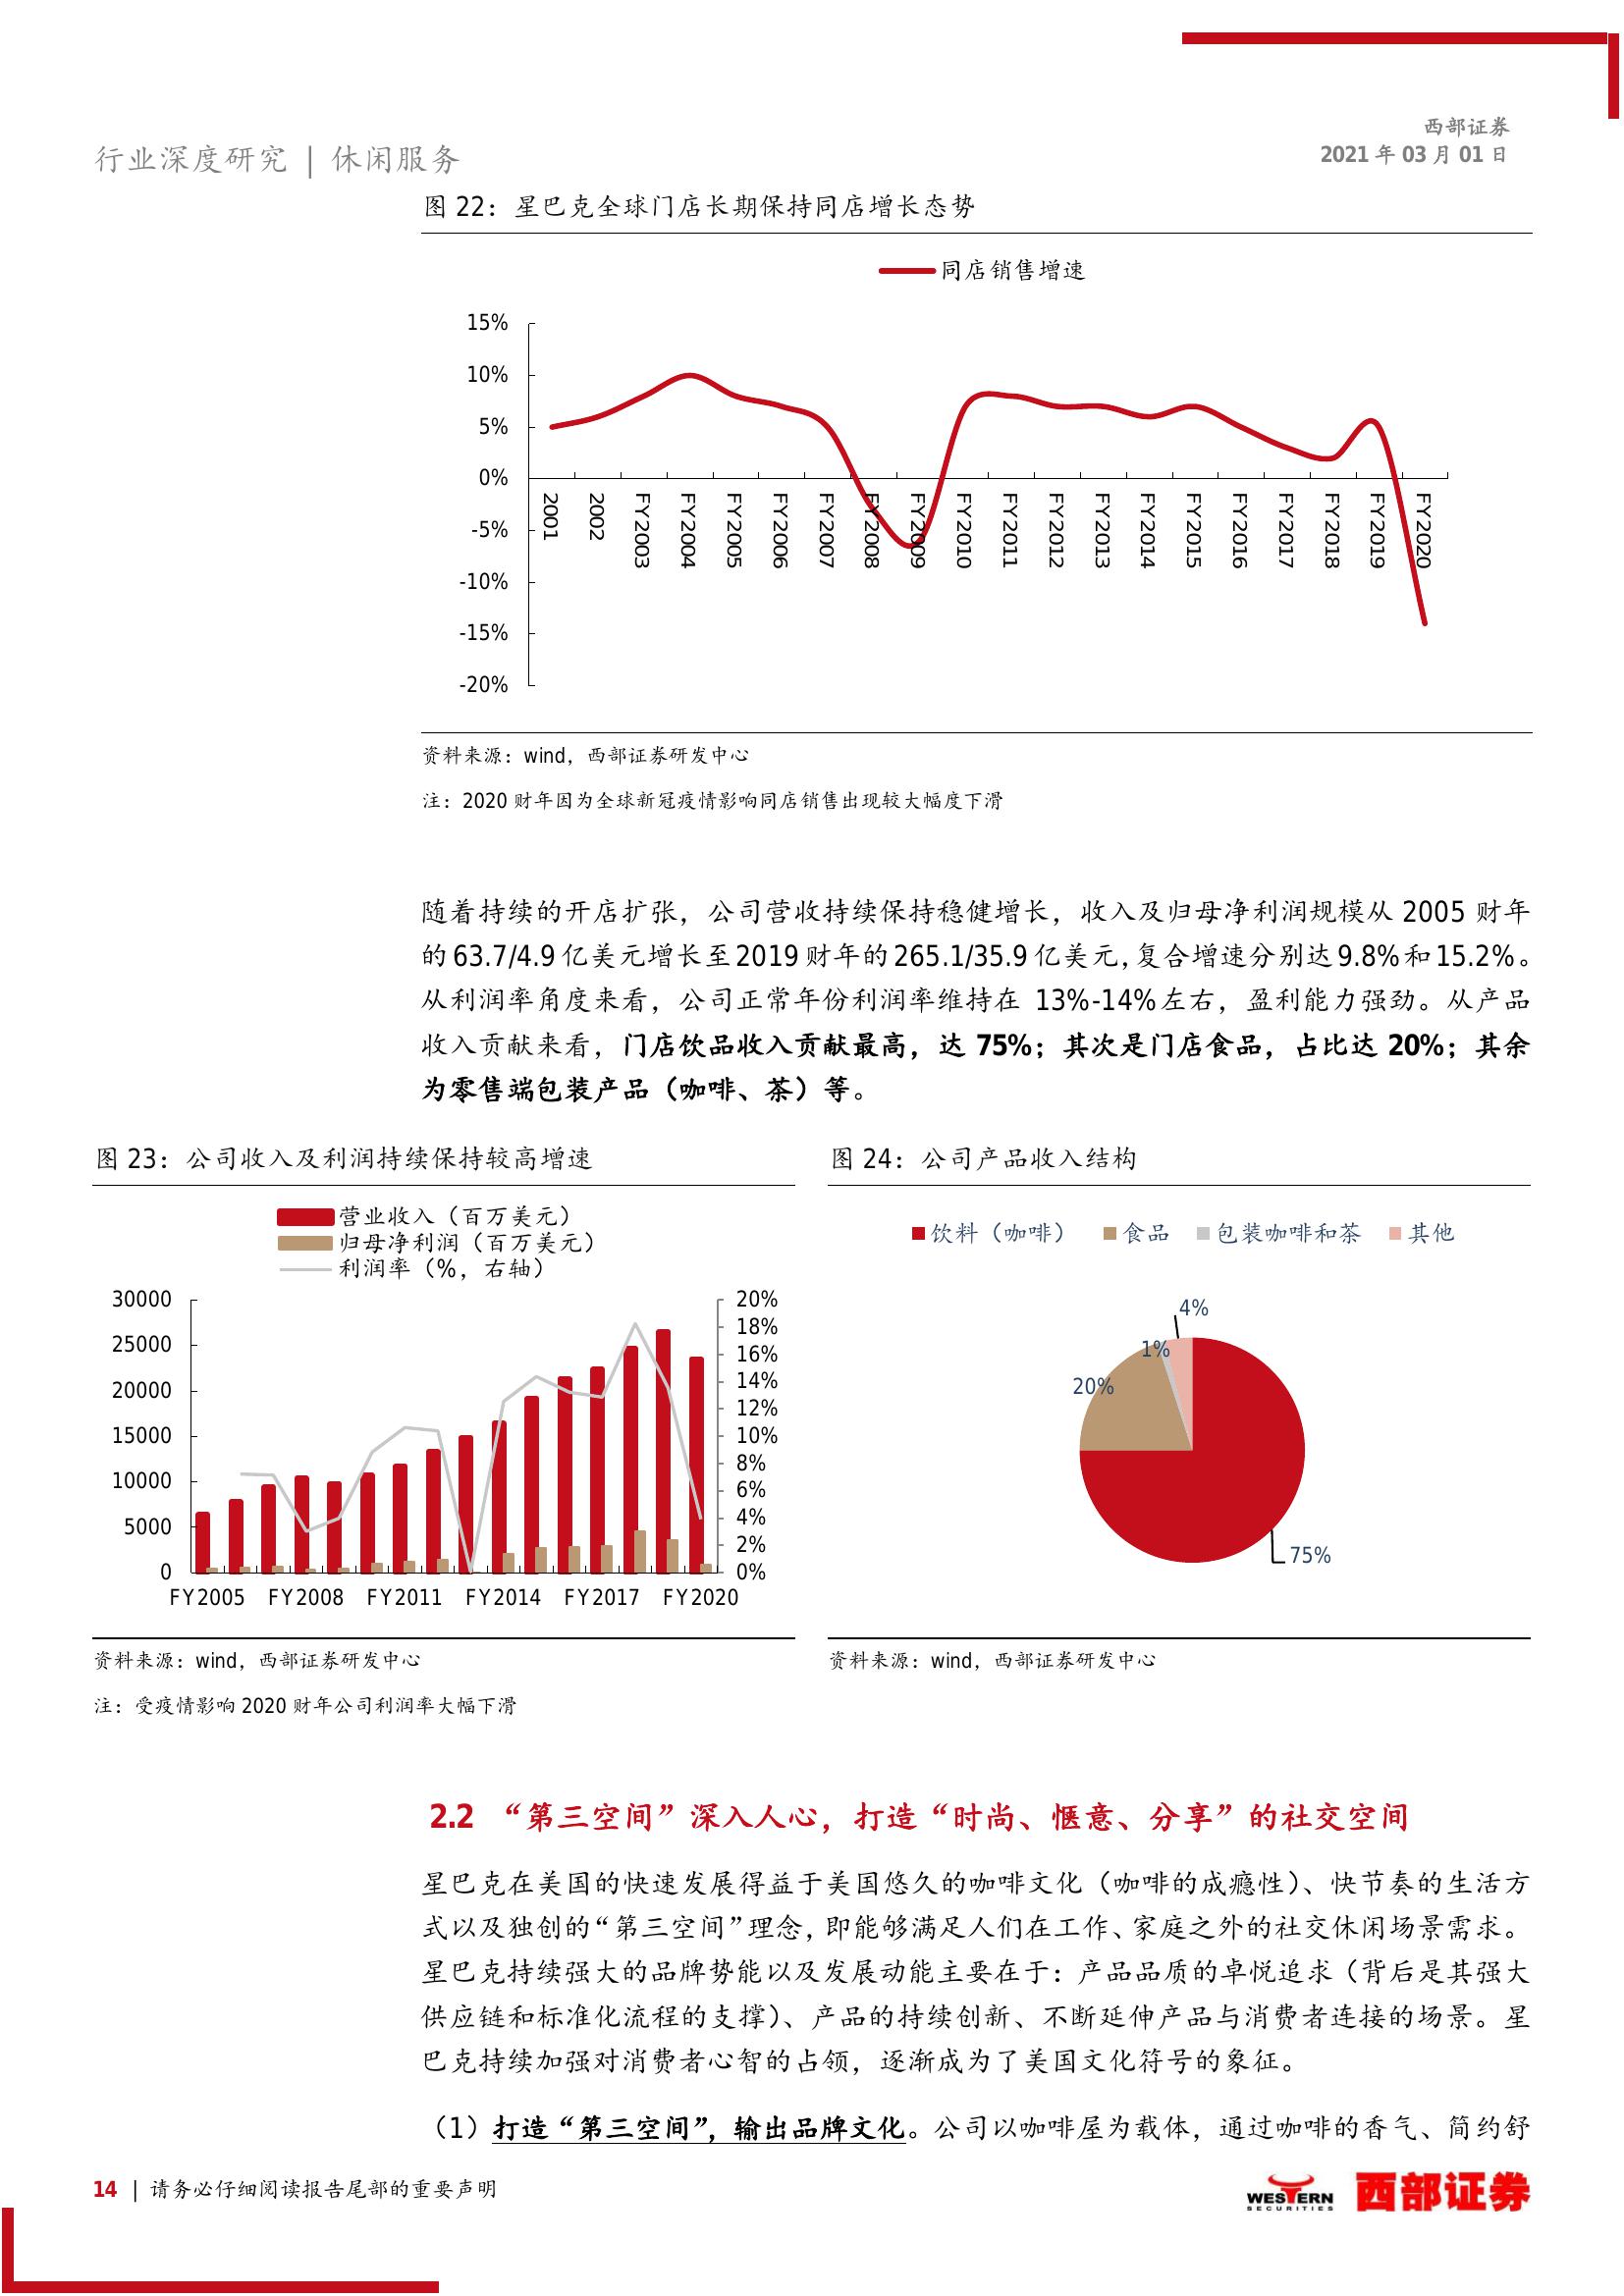 西部证券
2021 年 03 月 01 日
行业深度研究 | 休闲服务
图 22：星巴克全球门店长期保持同店增长态势
同店销售增速
15%
10%
5%
0%
-5%
-10%
-15%
-20%
2001
2002
FY2003
FY2004
FY2005
FY2006
FY2007
FY2008
FY2009
FY2010
FY2011
FY2012
FY2013
FY2014
FY2015
FY2016
FY2017
FY2018
FY2019
FY2020
资料来源：wind，西部证券研发中心
注：2020 财年因为全球新冠疫情影响同店销售出现较大幅度下滑
随着持续的开店扩张，公司营收持续保持稳健增长，收入及归母净利润规模从 2005 财年
的 63.7/4.9 亿美元增长至 2019 财年的 265.1/35.9 亿美元，复合增速分别达 9.8%和 15.2%。
从利润率角度来看，公司正常年份利润率维持在 13%-14%左右，盈利能力强劲。从产品
收入贡献来看，门店饮品收入贡献最高，达 75%；其次是门店食品，占比达 20%；其余
为零售端包装产品（咖啡、茶）等。
图 23：公司收入及利润持续保持较高增速
营业收入（百万美元）
归母净利润（百万美元）
利润率（%，右轴）
30000
25000
20000
15000
10000
5000
0
20%
18%
16%
14%
12%
10%
8%
6%
4%
2%
0%
FY2005 FY2008 FY2011 FY2014 FY2017 FY2020
资料来源：wind，西部证券研发中心
注：受疫情影响 2020 财年公司利润率大幅下滑
图 24：公司产品收入结构
饮料（咖啡） 食品 包装咖啡和茶 其他
4%
1%
20%
75%
资料来源：wind，西部证券研发中心
2.2 “第三空间”深入人心，打造“时尚、惬意、分享”的社交空间
星巴克在美国的快速发展得益于美国悠久的咖啡文化（咖啡的成瘾性）、快节奏的生活方
式以及独创的“第三空间”理念，即能够满足人们在工作、家庭之外的社交休闲场景需求。
星巴克持续强大的品牌势能以及发展动能主要在于：产品品质的卓悦追求（背后是其强大
供应链和标准化流程的支撑）、产品的持续创新、不断延伸产品与消费者连接的场景。星
巴克持续加强对消费者心智的占领，逐渐成为了美国文化符号的象征。
（1）打造“第三空间”，输出品牌文化。公司以咖啡屋为载体，通过咖啡的香气、简约舒
14 | 请务必仔细阅读报告尾部的重要声明
WESTERN
SECURITIES
西部证券